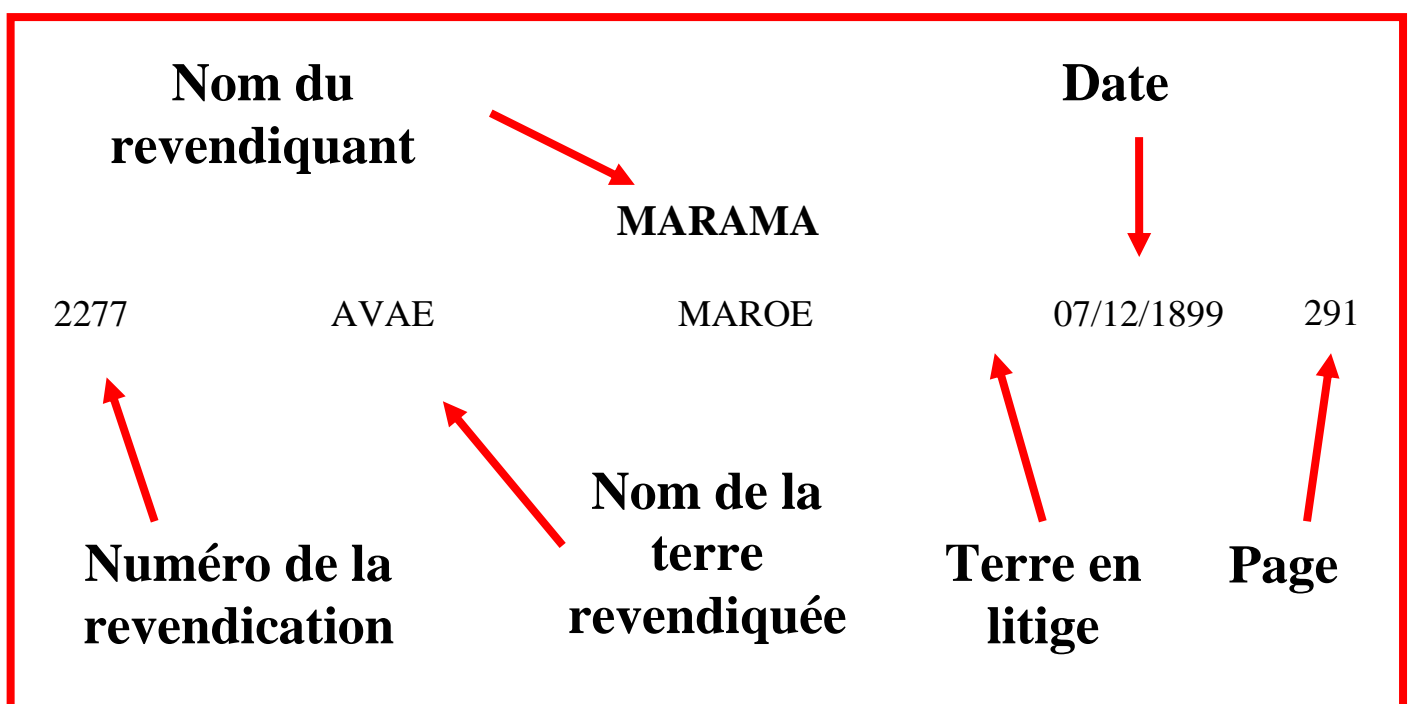 Nom du
revendiquant
Date
MARAMA
2277 AVAE MAROE 07/12/1899 291
Numéro de la
revendication
Nom de la
terre
revendiquée
Terre en
litige
Page